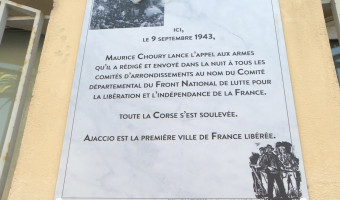 ICI,
LE 9 SEPTEMBRE 1943,
MAURICE CHOURY LANCE L'APPEL AUX ARMES
QU'IL A RÉDIGÉ ET ENVOYÉ DANS LA NUIT À TOUS LES
COMITÉS D'ARRONDISSEMENTS AU NOM DU COMITÉ
DÉPARTEMENTAL DU FRONT NATIONAL DE LUTTE POUR
LA LIBÉRATION ET L'INDÉPENDANCE DE LA FRANCE.
TOUTE LA CORSE S'EST SOULEVÉE.
AJACCIO EST LA PREMIÈRE VILLE DE FRANCE LIBÉRÉE.